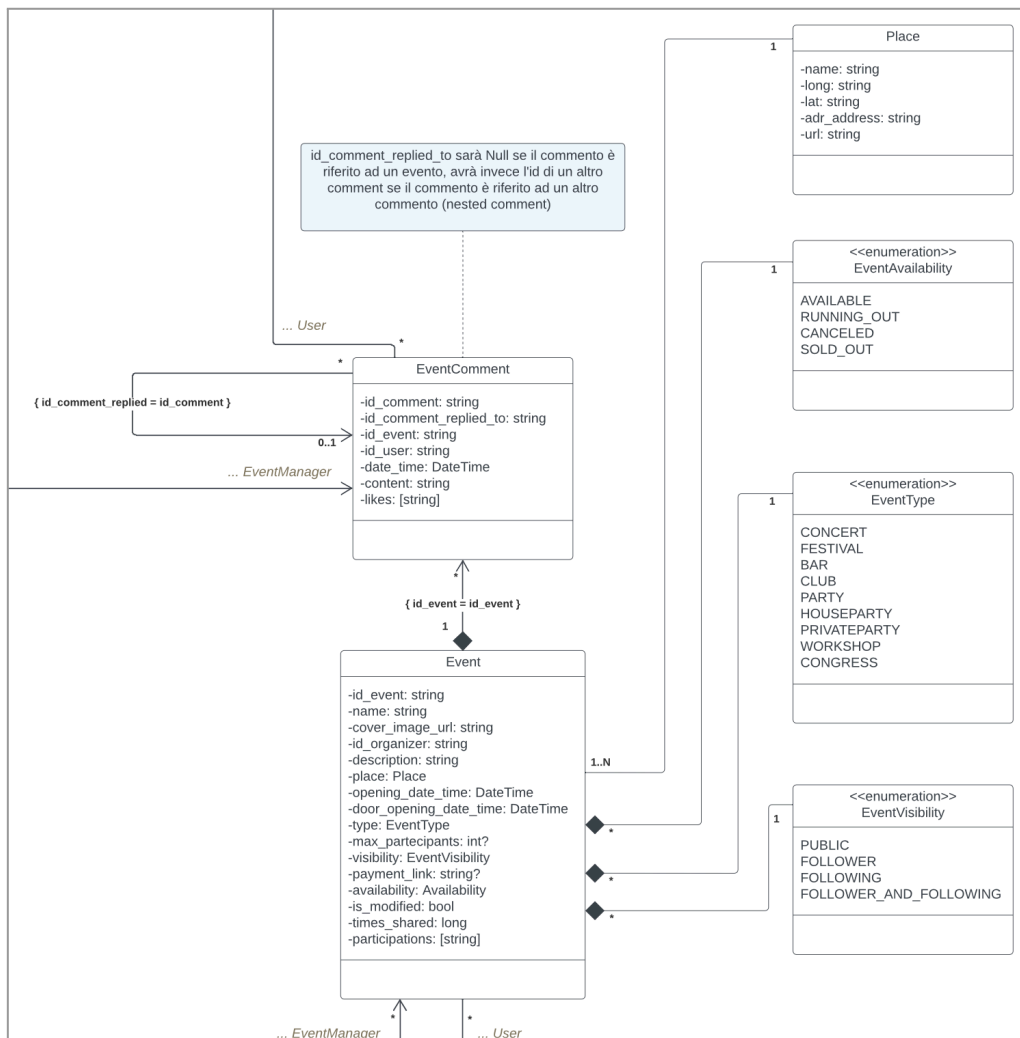 Place
1
-name: string
-long: string
-lat: string
-adr_address: string
-url: string
id_comment_replied_to sarà Null se il commento è
riferito ad un evento, avrà invece l'id di un altro
comment se il commento è riferito ad un altro
commento (nested comment)
<<enumeration>>
EventAvailability
1
AVAILABLE
RUNNING_OUT
CANCELED
SOLD_OUT
... User
*
*
EventComment
{ id_comment_replied = id_comment }
0..1
-id_comment: string
-id_comment_replied_to: string
-id_event: string
-id_user: string
-date_time: DateTime
-content: string
-likes: [string]
... EventManager
<<enumeration>>
EventType
1
CONCERT
FESTIVAL
BAR
CLUB
PARTY
HOUSEPARTY
PRIVATEPARTY
WORKSHOP
CONGRESS
*
{ id_event = id_event }
1
Event
-id_event: string
-name: string
-cover_image_url: string
-id_organizer: string
-description: string
-place: Place
-opening_date_time: DateTime
-door_opening_date_time: DateTime
-type: EventType
-max_partecipants: int?
-visibility: EventVisibility
-payment_link: string?
-availability: Availability
-is_modified: bool
-times_shared: long
-participations: [string]
1..N
*
*
*
<<enumeration>>
EventVisibility
1
PUBLIC
FOLLOWER
FOLLOWING
FOLLOWER_AND_FOLLOWING
*
*
... EventManager
... User